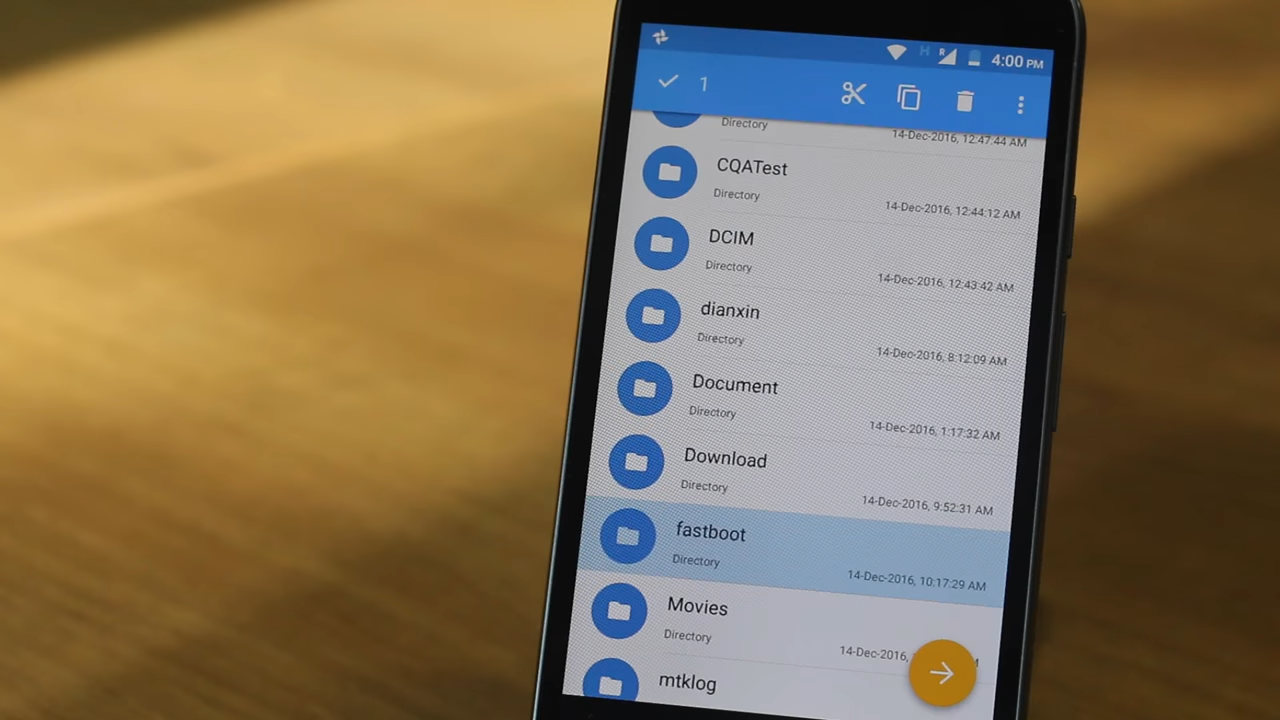 H R 4:00 PM
1
Directory
14-Dec-2016, 12:47:44 AM
CQATest
Directory
14-Dec-2016, 12:44:12 AM
DCIM
Directory
14-Dec-2016, 12:43:42 AM
dianxin
Directory
14-Dec-2016, 8:12:09 AM
Document
Directory
14-Dec-2016, 1:17:32 AM
Download
Directory
14-Dec-2016, 9:52:31 AM
fastboot
Directory
14-Dec-2016, 10:17:29 AM
Movies
Directory
14-Dec-2016,
mtklog